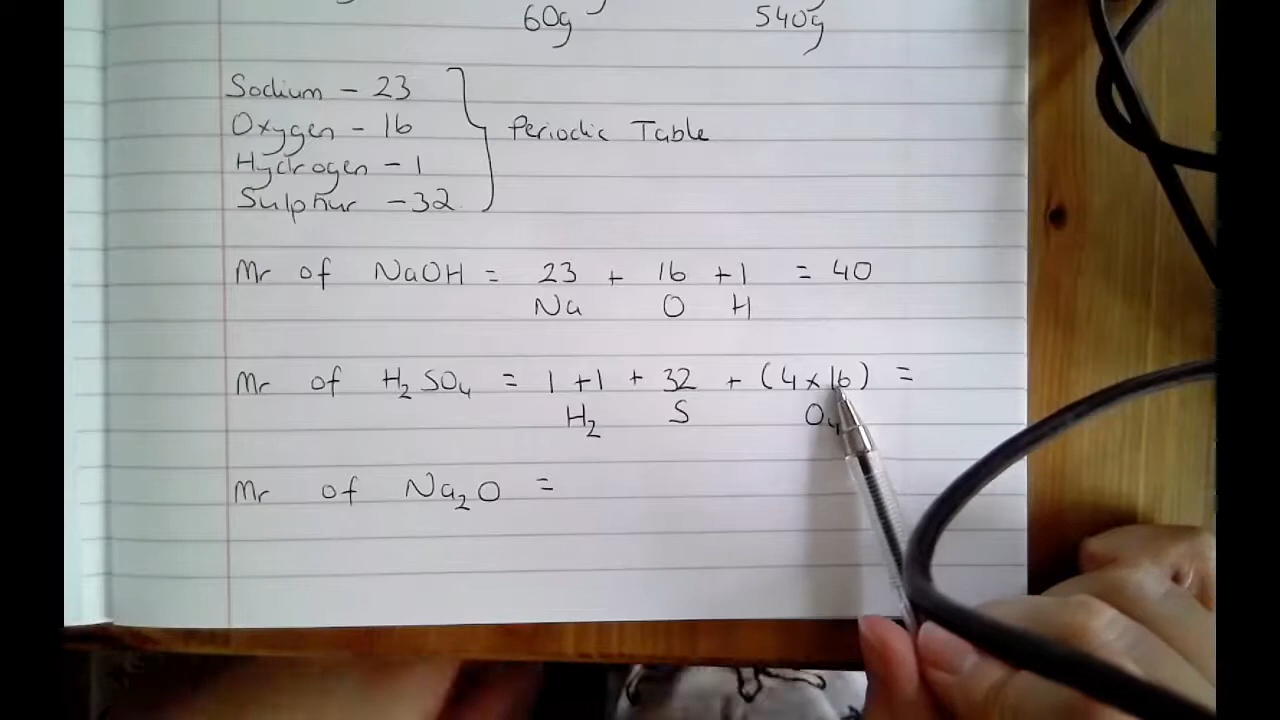 60g 540g
Sodium - 23
Oxygen - 16
Hydrogen - 1
Sulphur - 32
Periodic Table
Mr of NaOH = 23 + 16 + 1 = 40
Na O H
Mr of H₂SO₄ = 1 + 1 + 32 + (4 × 16) =
H₂ S O₄
Mr of Na₂O =